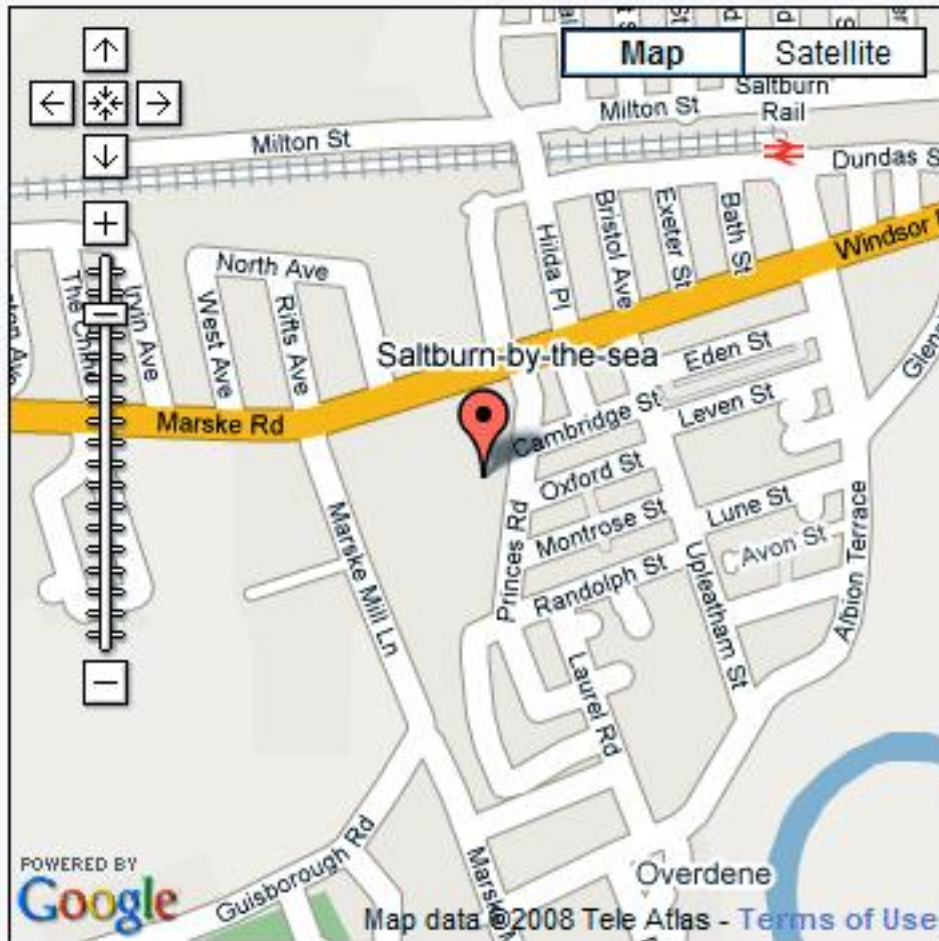 Map
Satellite
Saltburn
Rail
Milton St
Milton St
Dundas S
Windsor
Bath St
Exeter St
Bristol Ave
Hilda Pl
North Ave
Irvin Ave
West Ave
Rifts Ave
Saltburn-by-the-sea
Eden St
Glen
Marske Rd
Cambridge St
Leven St
Oxford St
Lune St
Montrose St
Avon St
Princes Rd
Randolph St
Upleatham St
Albion Terrace
Marske Mill Ln
Laurel Rd
Guisborough Rd
Marske M
Overdene
POWERED BY
Google
Map data ©2008 Tele Atlas - Terms of Use